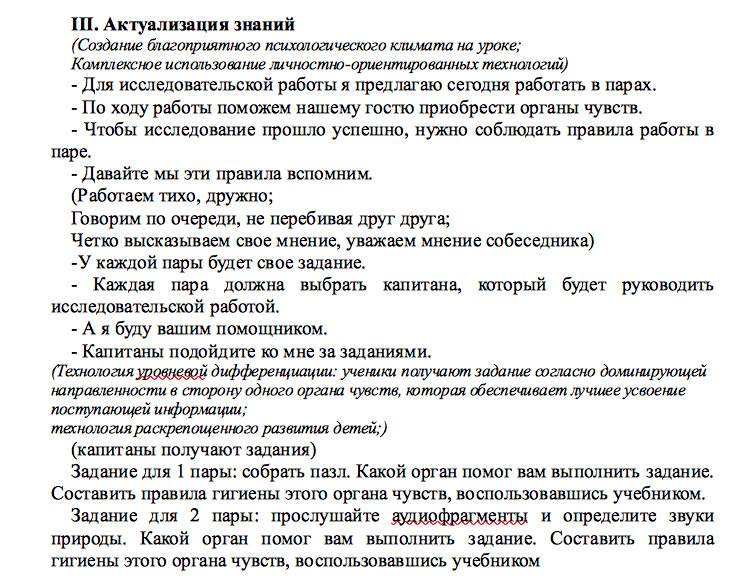 III. Актуализация знаний
(Создание благоприятного психологического климата на уроке;
Комплексное использование личностно-ориентированных технологий)
- Для исследовательской работы я предлагаю сегодня работать в парах.
- По ходу работы поможем нашему гостю приобрести органы чувств.
- Чтобы исследование прошло успешно, нужно соблюдать правила работы в
паре.
- Давайте мы эти правила вспомним.
(Работаем тихо, дружно;
Говорим по очереди, не перебивая друг друга;
Четко высказываем свое мнение, уважаем мнение собеседника)
-У каждой пары будет свое задание.
- Каждая пара должна выбрать капитана, который будет руководить
исследовательской работой.
- А я буду вашим помощником.
- Капитаны подойдите ко мне за заданиями.
(Технология уровневой дифференциации: ученики получают задание согласно доминирующей
направленности в сторону одного органа чувств, которая обеспечивает лучшее усвоение
поступающей информации;
технология раскрепощенного развития детей;)
(капитаны получают задания)
Задание для 1 пары: собрать пазл. Какой орган помог вам выполнить задание.
Составить правила гигиены этого органа чувств, воспользовавшись учебником.
Задание для 2 пары: прослушайте аудиофрагменты и определите звуки
природы. Какой орган помог вам выполнить задание. Составить правила
гигиены этого органа чувств, воспользовавшись учебником